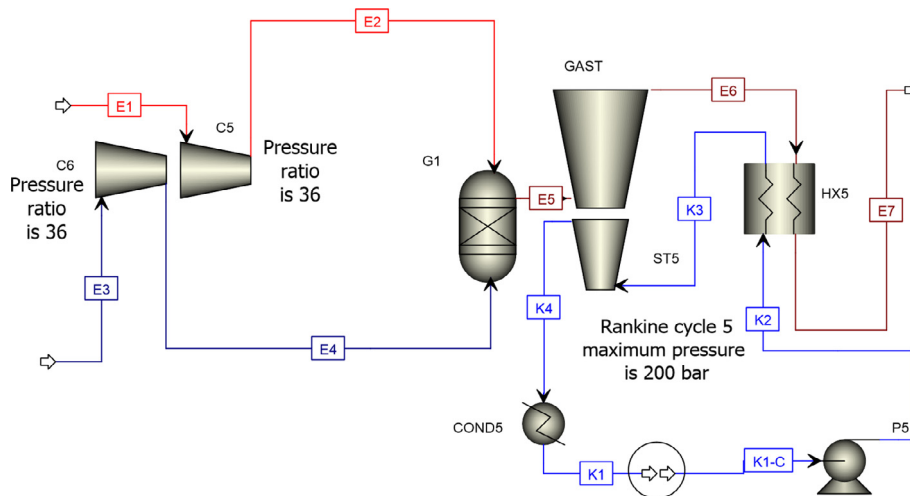 E2
GAST
E6
E1
C5
C6
Pressure
ratio
is 36
Pressure
ratio
is 36
G1
E5
K3
HX5
E7
ST5
E3
K4
K2
Rankine cycle 5
maximum pressure
is 200 bar
E4
COND5
P5
K1
K1-C